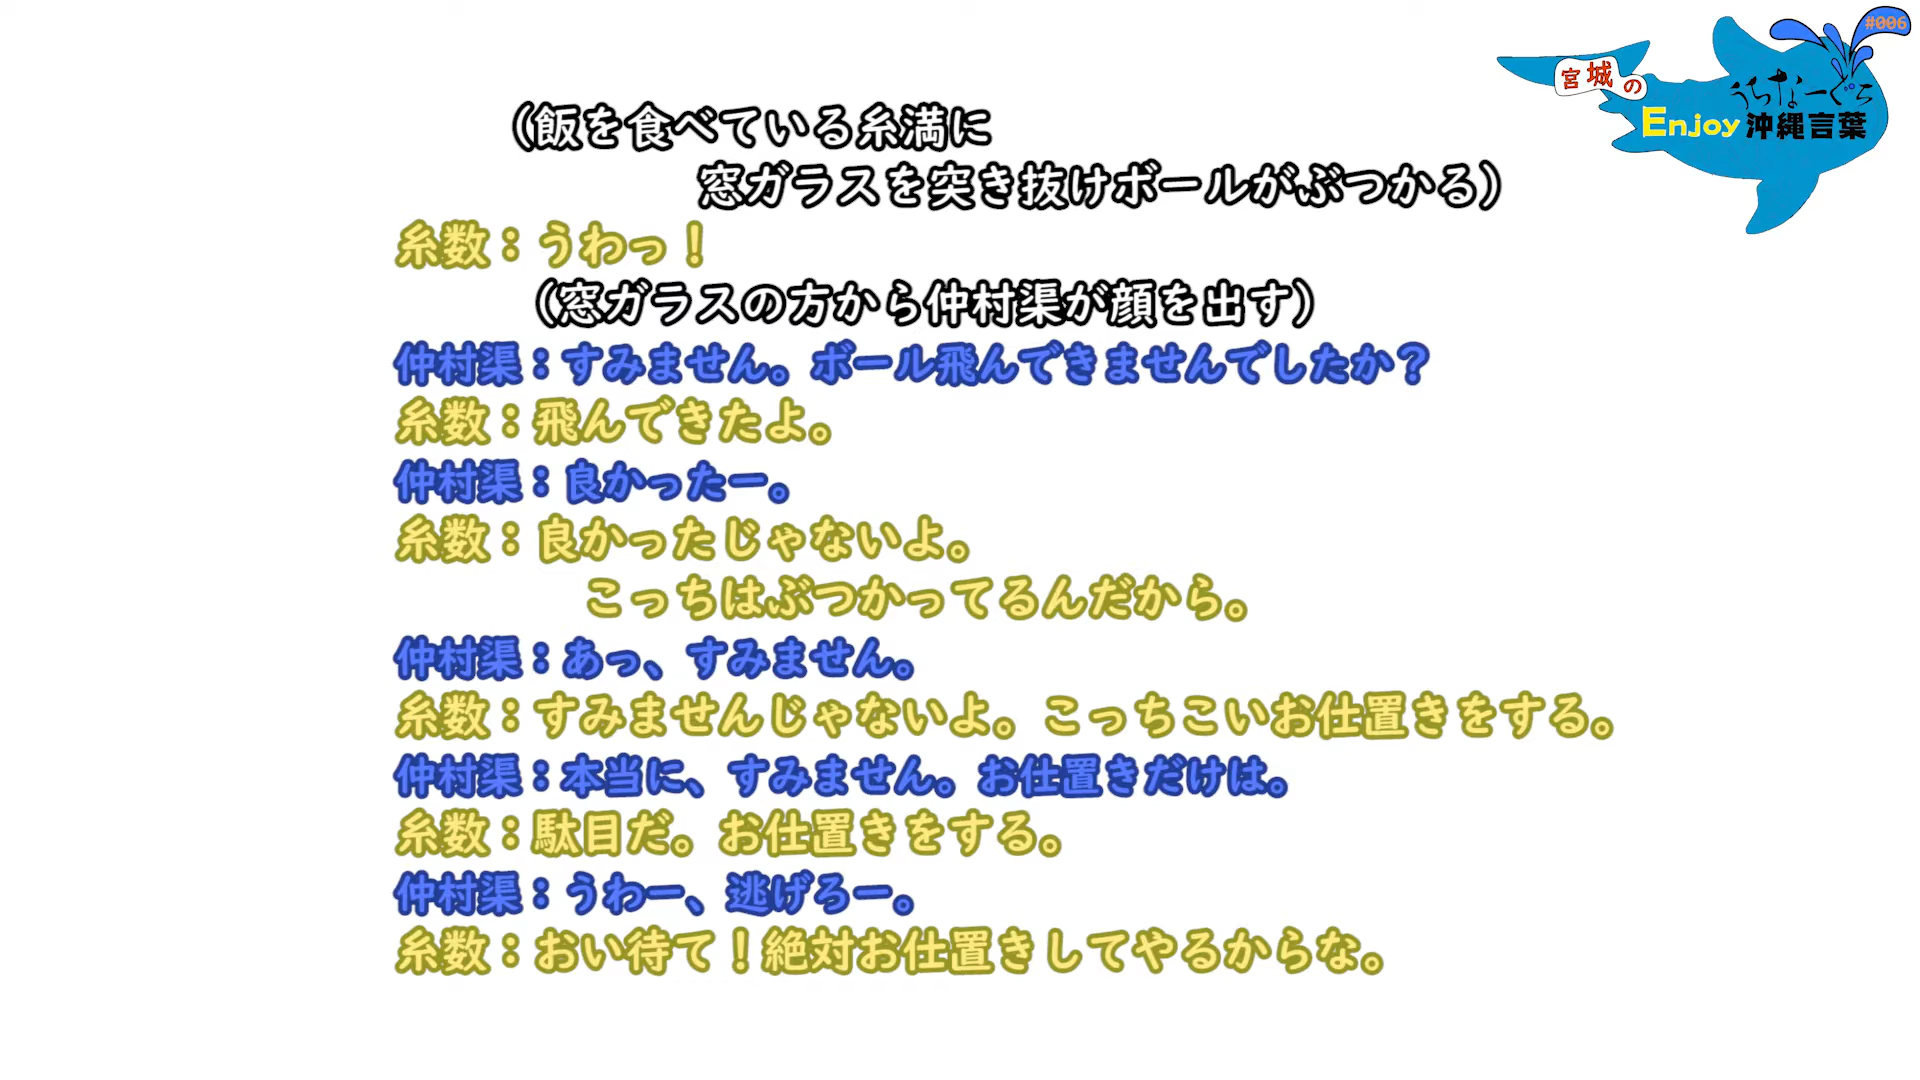 #006
宮城の
うちなーぐち
Enjoy沖縄言葉
（飯を食べている糸満に
窓ガラスを突き抜けボールがぶつかる）
糸数：うわっ！
（窓ガラスの方から仲村渠が顔を出す）
仲村渠：すみません。ボール飛んできませんでしたか？
糸数：飛んできたよ。
仲村渠：良かったー。
糸数：良かったじゃないよ。
こっちはぶつかってるんだから。
仲村渠：あっ、すみません。
糸数：すみませんじゃないよ。こっちこいお仕置きをする。
仲村渠：本当に、すみません。お仕置きだけは。
糸数：駄目だ。お仕置きをする。
仲村渠：うわー、逃げろー。
糸数：おい待て！絶対お仕置きしてやるからな。